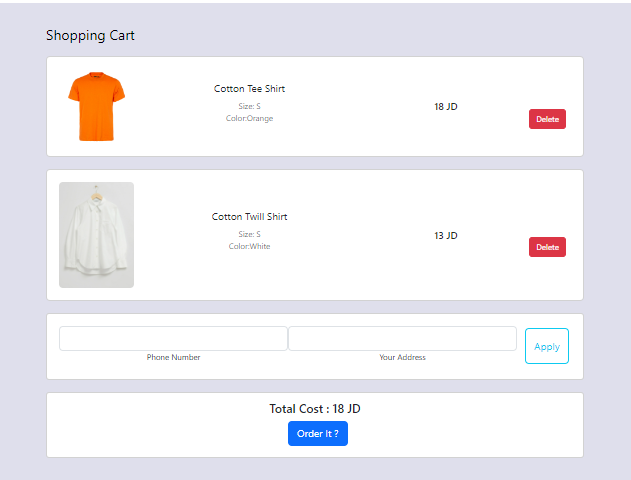 Shopping Cart
Cotton Tee Shirt
Size: S
Color:Orange
18 JD
Delete
Cotton Twill Shirt
Size: S
Color:White
13 JD
Delete
Phone Number
Your Address
Apply
Total Cost : 18 JD
Order It ?